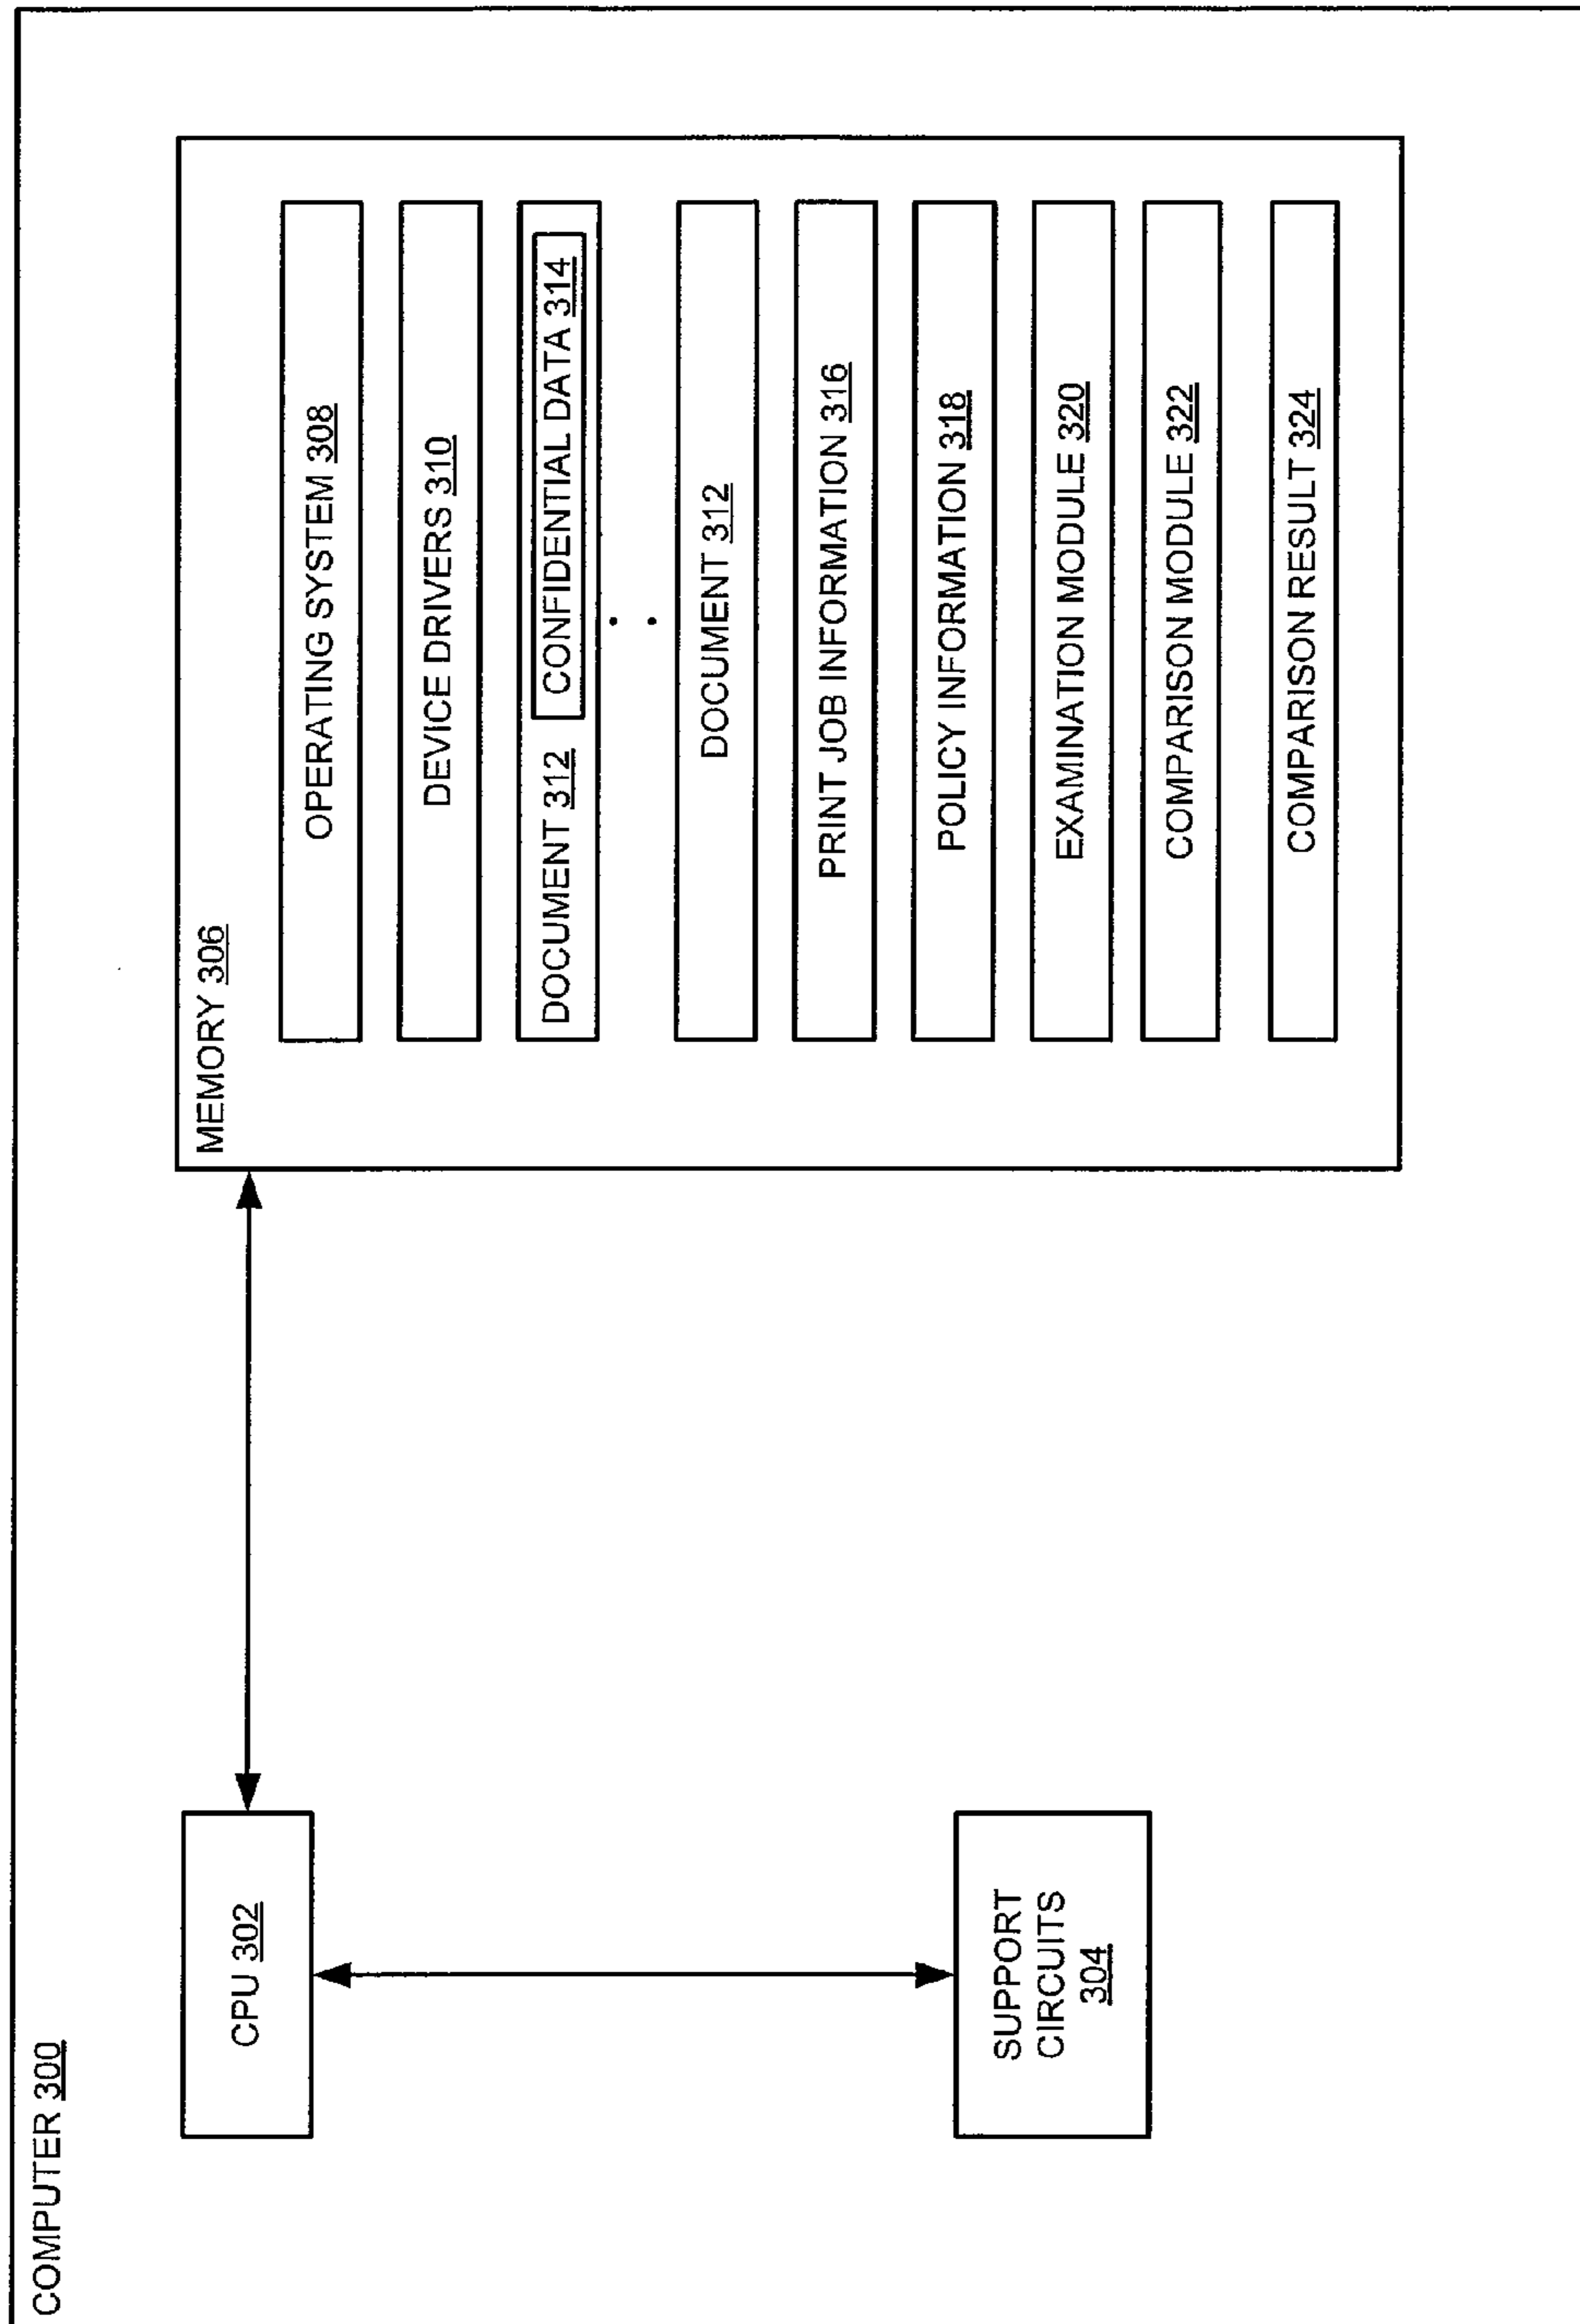 COMPUTER 300
CPU 302
SUPPORT
CIRCUITS
304
MEMORY 306
OPERATING SYSTEM 308
DEVICE DRIVERS 310
DOCUMENT 312 CONFIDENTIAL DATA 314
DOCUMENT 312
PRINT JOB INFORMATION 316
POLICY INFORMATION 318
EXAMINATION MODULE 320
COMPARISON MODULE 322
COMPARISON RESULT 324